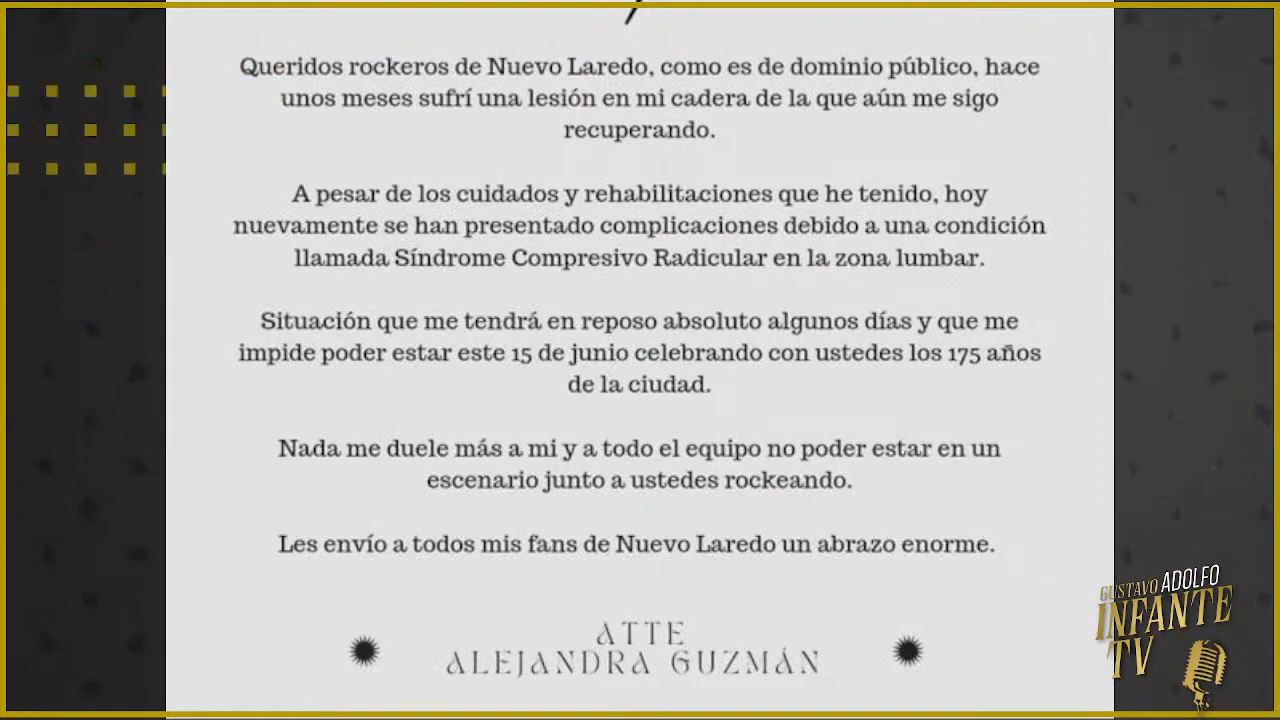 Queridos rockeros de Nuevo Laredo, como es de dominio público, hace
unos meses sufrí una lesión en mi cadera de la que aún me sigo
recuperando.
A pesar de los cuidados y rehabilitaciones que he tenido, hoy
nuevamente se han presentado complicaciones debido a una condición
llamada Síndrome Compresivo Radicular en la zona lumbar.
Situación que me tendrá en reposo absoluto algunos días y que me
impide poder estar este 15 de junio celebrando con ustedes los 175 años
de la ciudad.
Nada me duele más a mi y a todo el equipo no poder estar en un
escenario junto a ustedes rockeando.
Les envío a todos mis fans de Nuevo Laredo un abrazo enorme.
ATTE
ALEJANDRA GUZMÁN
GUSTAVO ADOLFO
INFANTE
TV